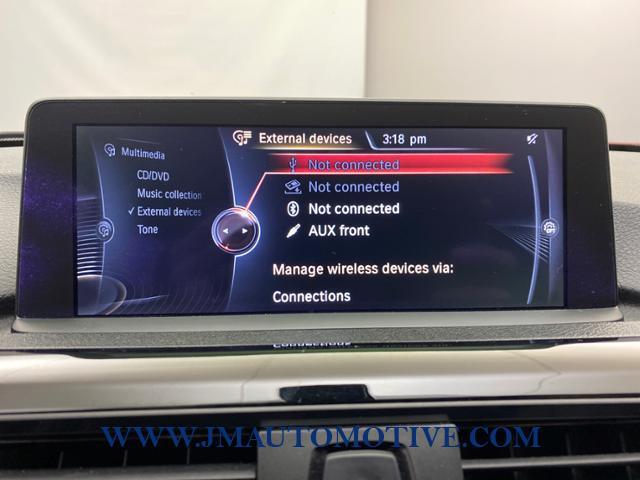 External devices
3:18 pm
Multimedia
CD/DVD
Music collection
External devices
Tone
Not connected
Not connected
Not connected
AUX front
Manage wireless devices via:
Connections
Connections
WWW.JMAUTOMOTIVE.COM